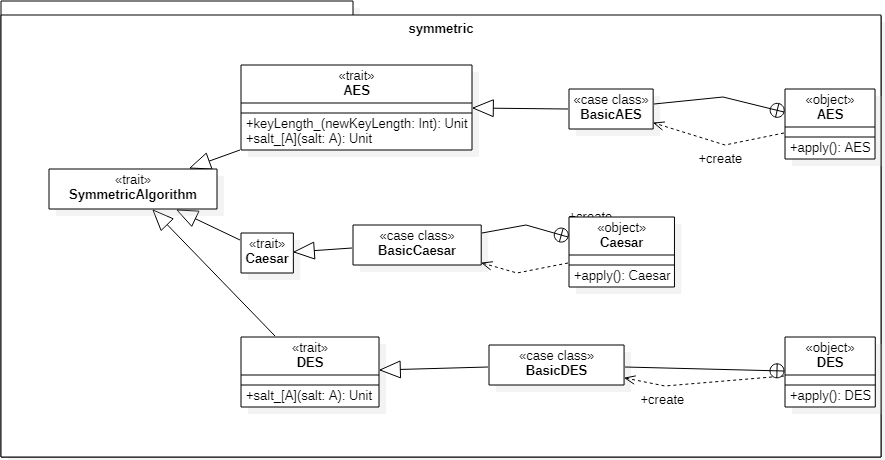 symmetric
«trait»
AES
+keyLength_(newKeyLength: Int): Unit
+salt_[A](salt: A): Unit
«case class»
BasicAES
«object»
AES
+apply(): AES
+create
«trait»
SymmetricAlgorithm
«trait»
Caesar
«case class»
BasicCaesar
+create
«object»
Caesar
+apply(): Caesar
«trait»
DES
+salt_[A](salt: A): Unit
«case class»
BasicDES
«object»
DES
+apply(): DES
+create